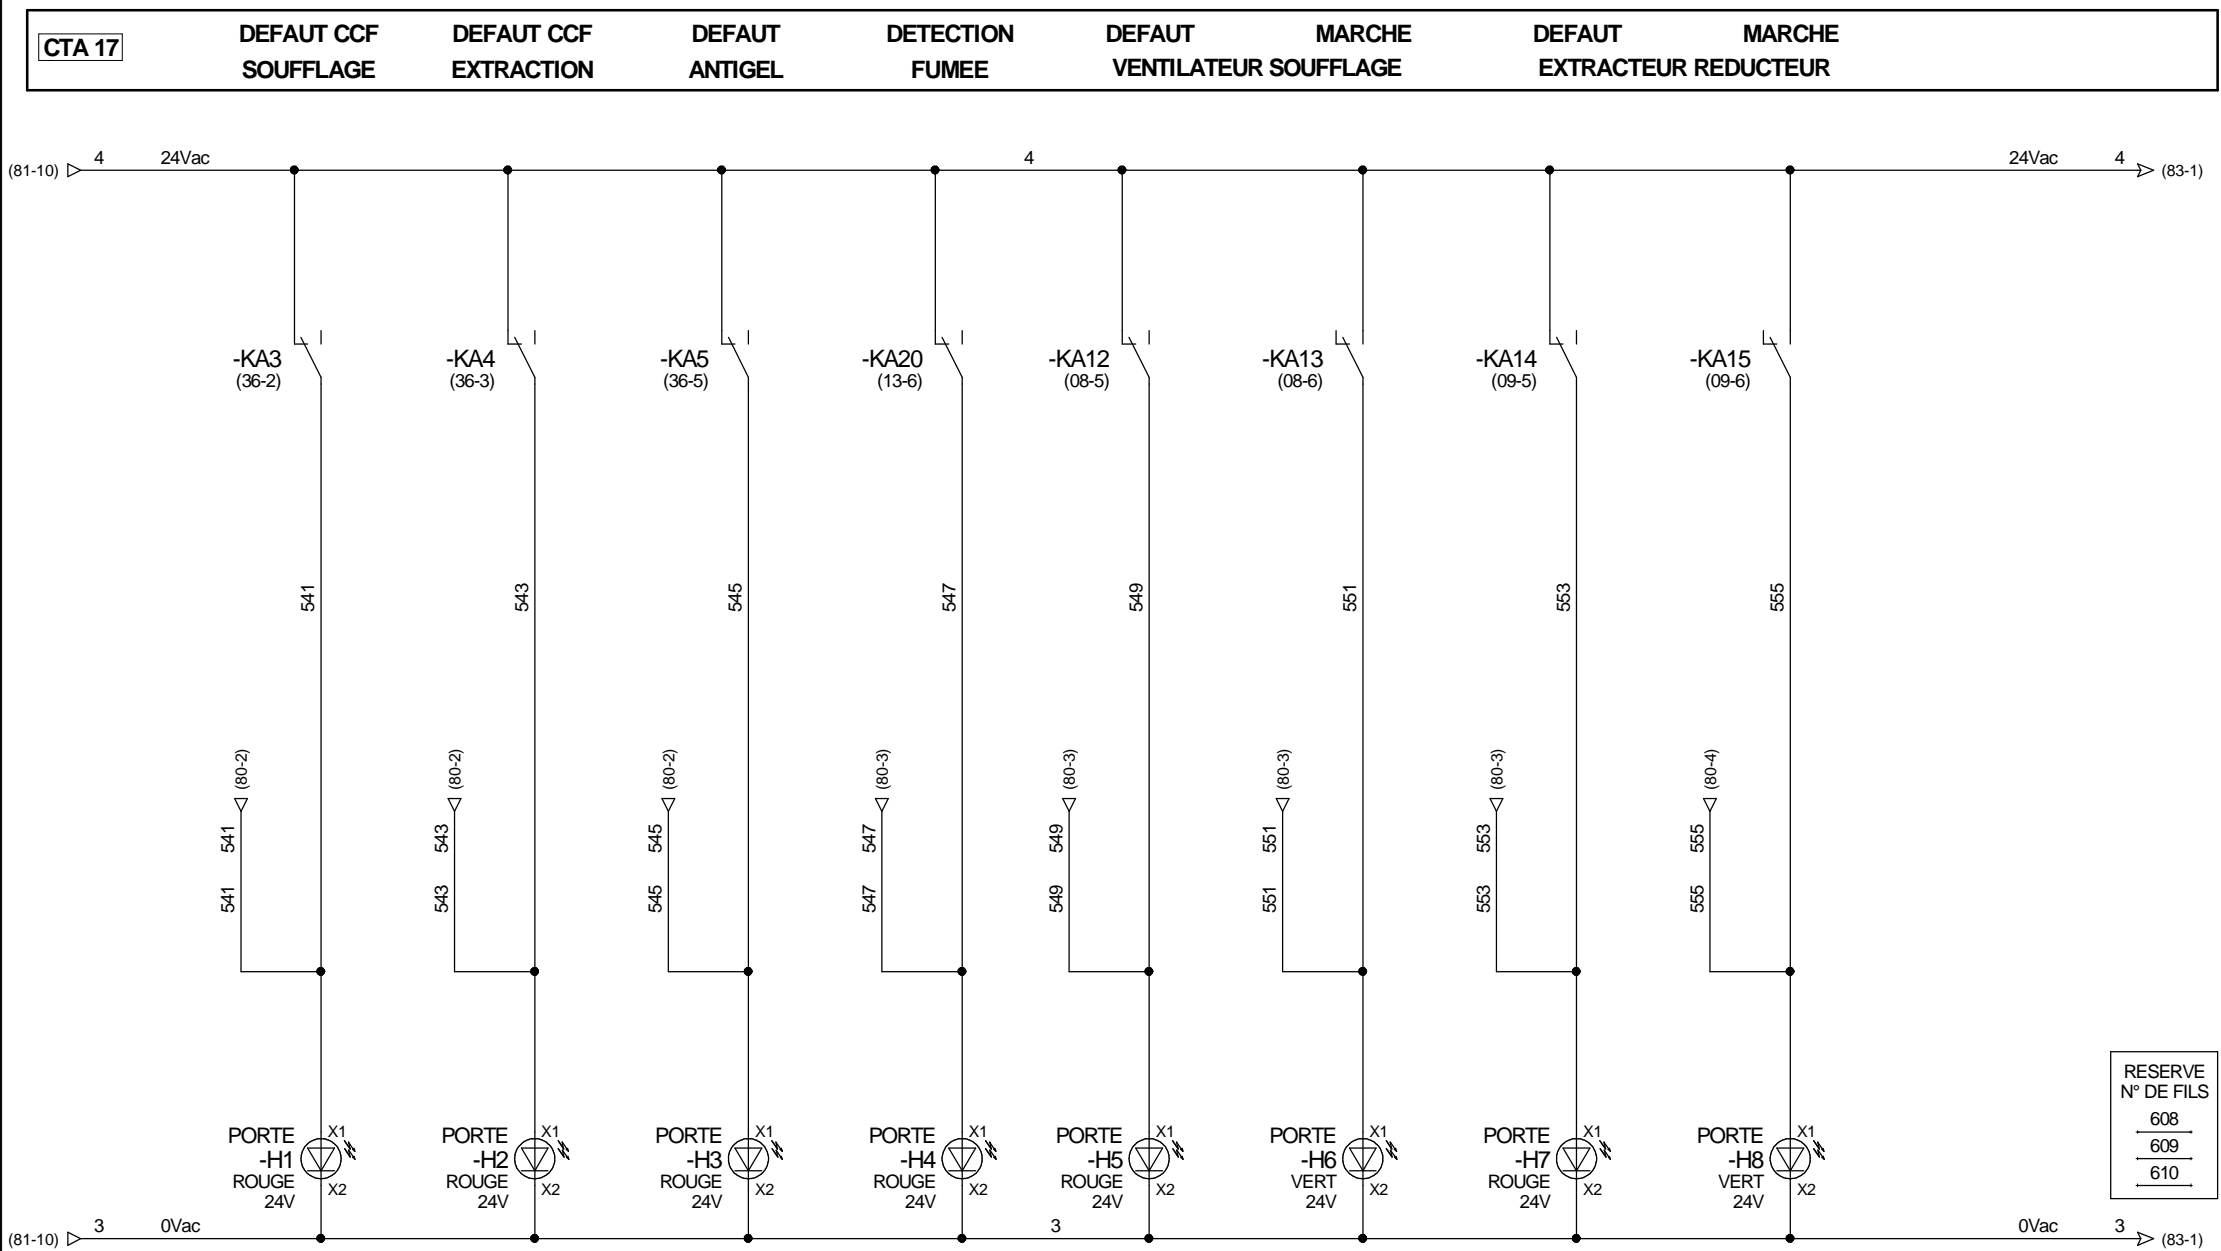 CTA 17
DEFAUT CCF SOUFFLAGE
DEFAUT CCF EXTRACTION
DEFAUT ANTIGEL
DETECTION FUMEE
DEFAUT MARCHE
VENTILATEUR SOUFFLAGE
DEFAUT MARCHE
EXTRACTEUR REDUCTEUR
(81-10) 4 24Vac 4 24Vac 4 (83-1)
-KA3 -KA4 -KA5 -KA20 -KA12 -KA13 -KA14 -KA15
(36-2) (36-3) (36-5) (13-6) (08-5) (08-6) (09-5) (09-6)
541 543 545 547 549 551 553 555
(80-2) (80-2) (80-2) (80-3) (80-3) (80-3) (80-3) (80-4)
541 543 545 547 549 551 553 555
541 543 545 547 549 551 553 555
RESERVE
N° DE FILS
608
609
610
PORTE X1 PORTE X1 PORTE X1 PORTE X1 PORTE X1 PORTE X1 PORTE X1 PORTE X1
-H1 -H2 -H3 -H4 -H5 -H6 -H7 -H8
ROUGE X2 ROUGE X2 ROUGE X2 ROUGE X2 ROUGE X2 VERT X2 ROUGE X2 VERT X2
24V 24V 24V 24V 24V 24V 24V 24V
(81-10) 3 0Vac 3 0Vac 3 (83-1)